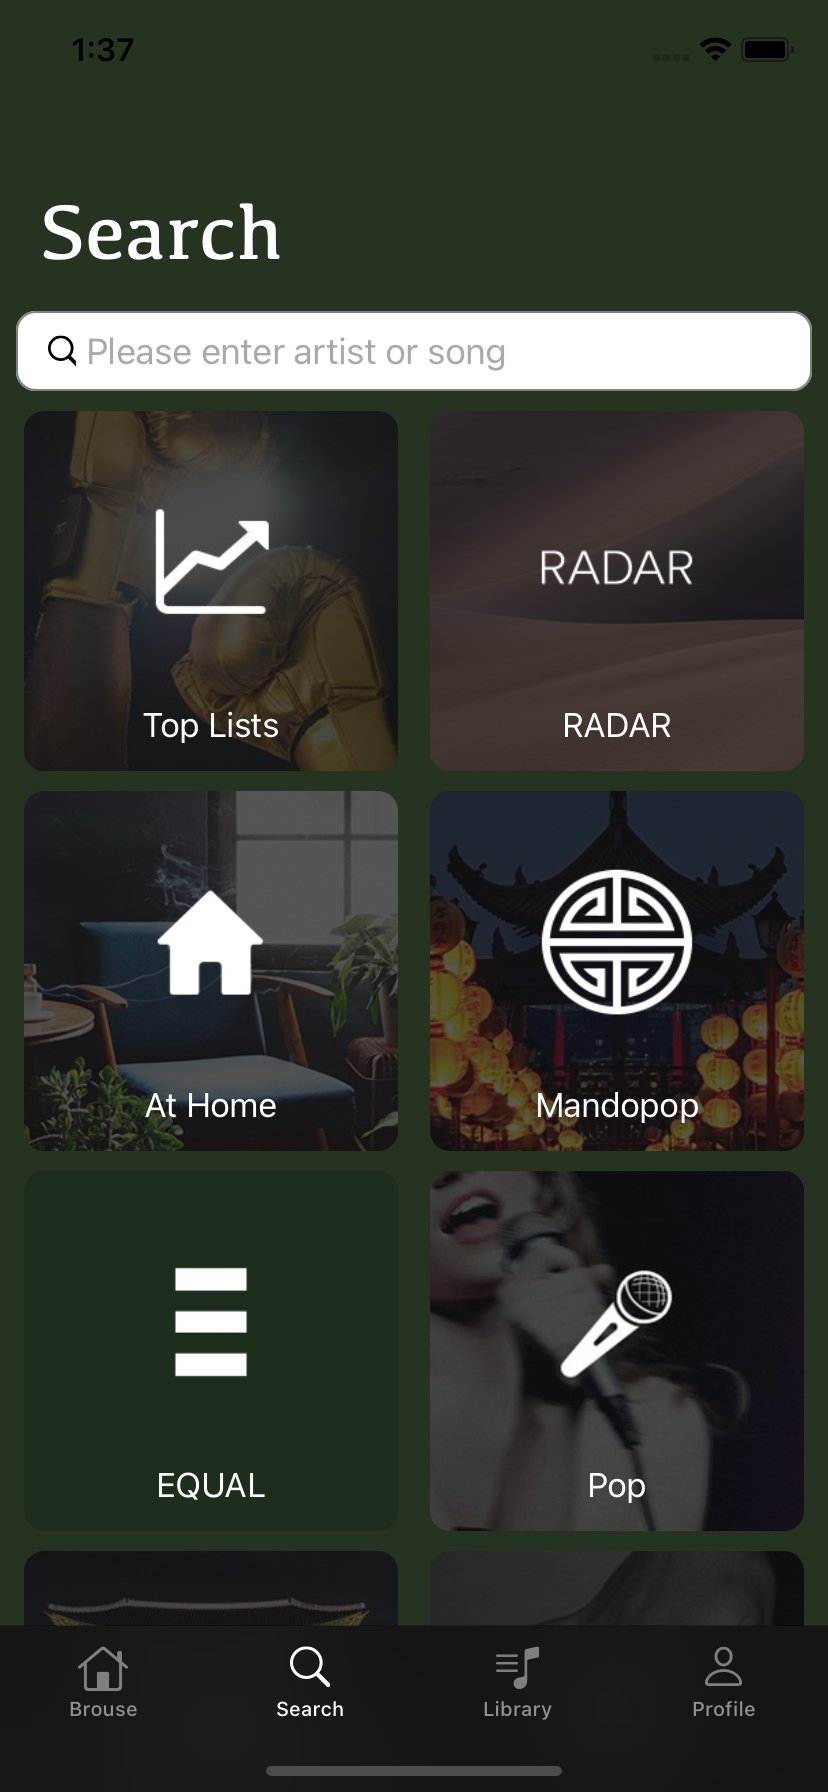 1:37
Search
Please enter artist or song
RADAR
Top Lists
RADAR
At Home
Mandopop
EQUAL
Pop
Brouse
Search
Library
Profile